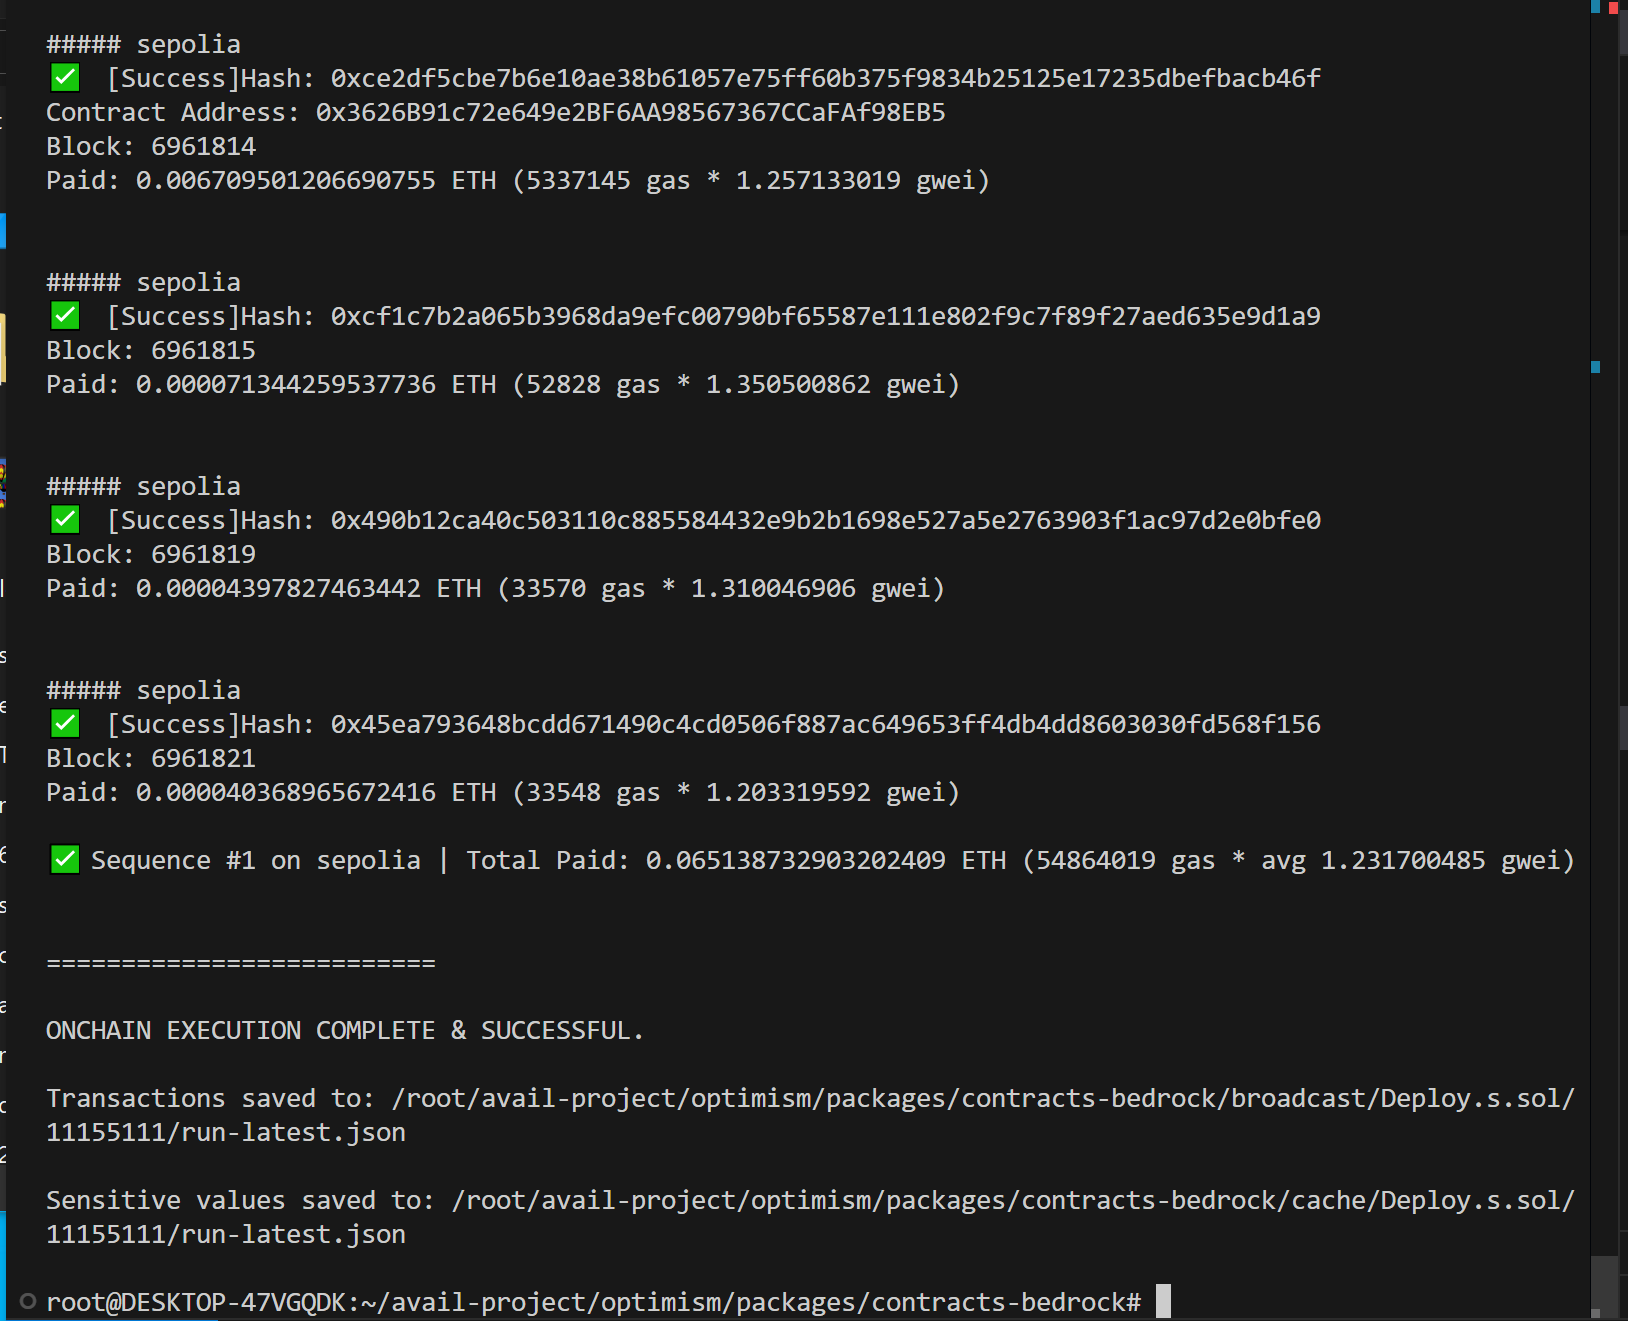 ##### sepolia
✅ [Success]Hash: 0xce2df5cbe7b6e10ae38b61057e75ff60b375f9834b25125e17235dbefbacb46f
Contract Address: 0x3626B91c72e649e2BF6AA98567367CCaFAf98EB5
Block: 6961814
Paid: 0.006709501206690755 ETH (5337145 gas * 1.257133019 gwei)
##### sepolia
✅ [Success]Hash: 0xcf1c7b2a065b3968da9efc00790bf65587e111e802f9c7f89f27aed635e9d1a9
Block: 6961815
Paid: 0.000071344259537736 ETH (52828 gas * 1.350500862 gwei)
##### sepolia
✅ [Success]Hash: 0x490b12ca40c503110c885584432e9b2b1698e527a5e2763903f1ac97d2e0bfe0
Block: 6961819
Paid: 0.00004397827463442 ETH (33570 gas * 1.310046906 gwei)
##### sepolia
✅ [Success]Hash: 0x45ea793648bcdd671490c4cd0506f887ac649653ff4db4dd8603030fd568f156
Block: 6961821
Paid: 0.000040368965672416 ETH (33548 gas * 1.203319592 gwei)
✅ Sequence #1 on sepolia | Total Paid: 0.065138732903202409 ETH (54864019 gas * avg 1.231700485 gwei)
==========================
ONCHAIN EXECUTION COMPLETE & SUCCESSFUL.
Transactions saved to: /root/avail-project/optimism/packages/contracts-bedrock/broadcast/Deploy.s.sol/
11155111/run-latest.json
Sensitive values saved to: /root/avail-project/optimism/packages/contracts-bedrock/cache/Deploy.s.sol/
11155111/run-latest.json
root@DESKTOP-47VGQDK:~/avail-project/optimism/packages/contracts-bedrock#